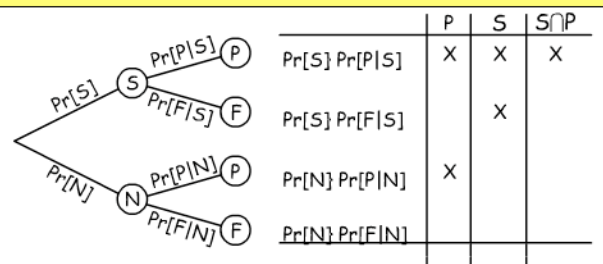 P S S∩P
Pr[P|S] P Pr[S} Pr[P|S] X X X
Pr[S] S
Pr[F|S] F Pr[S} Pr[F|S] X
Pr[P|N] P Pr[N} Pr[P|N] X
Pr[N] N
Pr[F|N] F Pr[N} Pr[F|N]